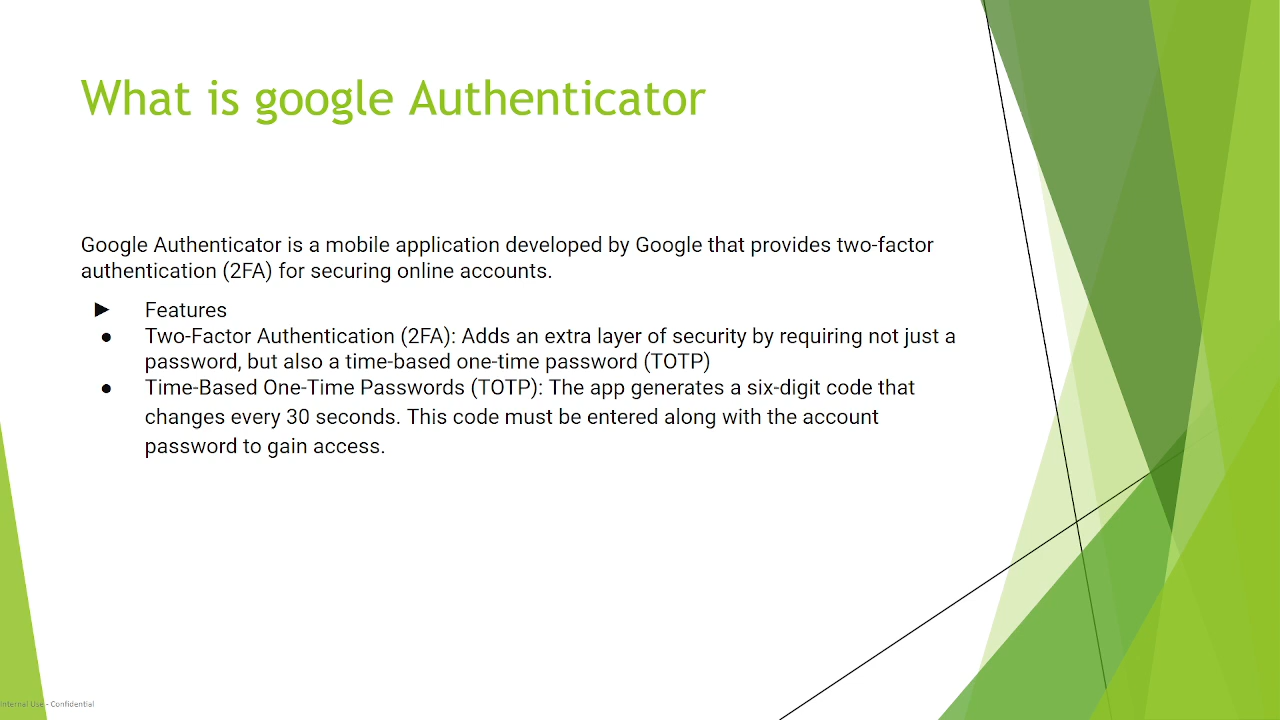 What is google Authenticator
Google Authenticator is a mobile application developed by Google that provides two-factor
authentication (2FA) for securing online accounts.
► Features
● Two-Factor Authentication (2FA): Adds an extra layer of security by requiring not just a
password, but also a time-based one-time password (TOTP)
● Time-Based One-Time Passwords (TOTP): The app generates a six-digit code that
changes every 30 seconds. This code must be entered along with the account
password to gain access.
Internal Use - Confidential